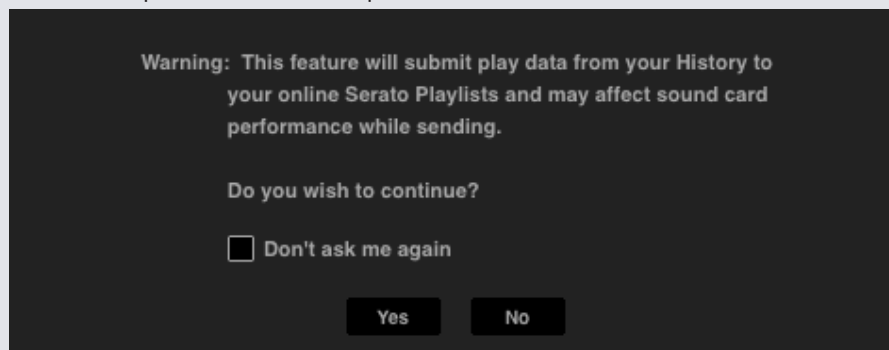 Warning: This feature will submit play data from your History to
your online Serato Playlists and may affect sound card
performance while sending.
Do you wish to continue?
Don't ask me again
Yes No